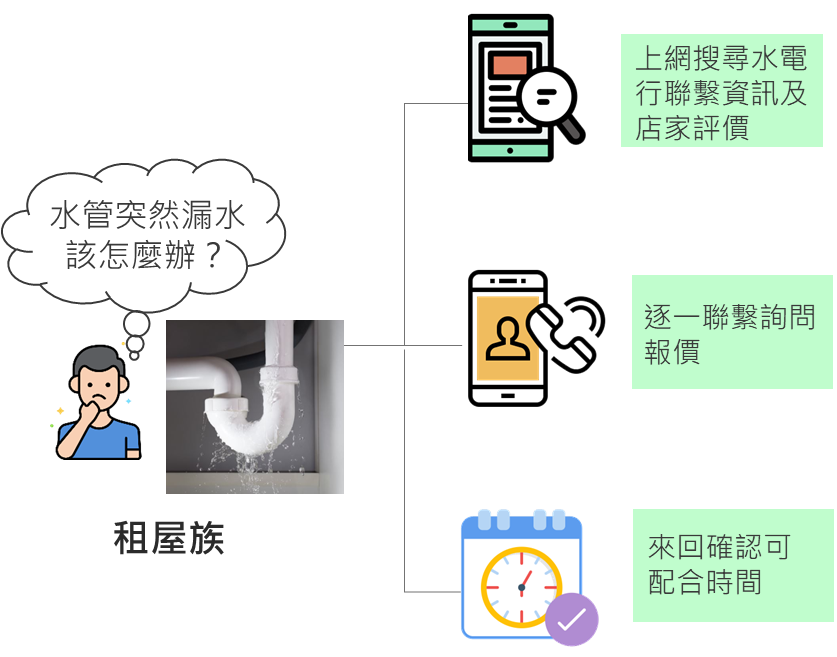 水管突然漏水
該怎麼辦？
租屋族
上網搜尋水電
行聯繫資訊及
店家評價
逐一聯繫詢問
報價
來回確認可
配合時間